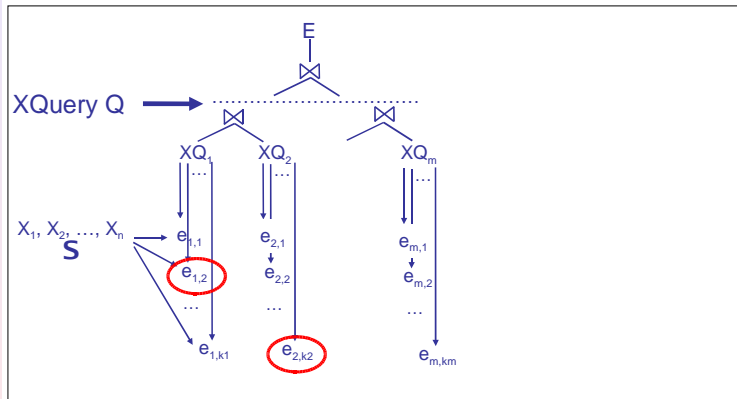 E
⋈
XQuery Q
..............................
⋈ ⋈
XQ1 XQ2 XQm
... ... ...
X1, X2, ..., Xn
S
e1,1 e2,1 em,1
e1,2 e2,2 em,2
... ... ...
e1,k1 e2,k2 em,km